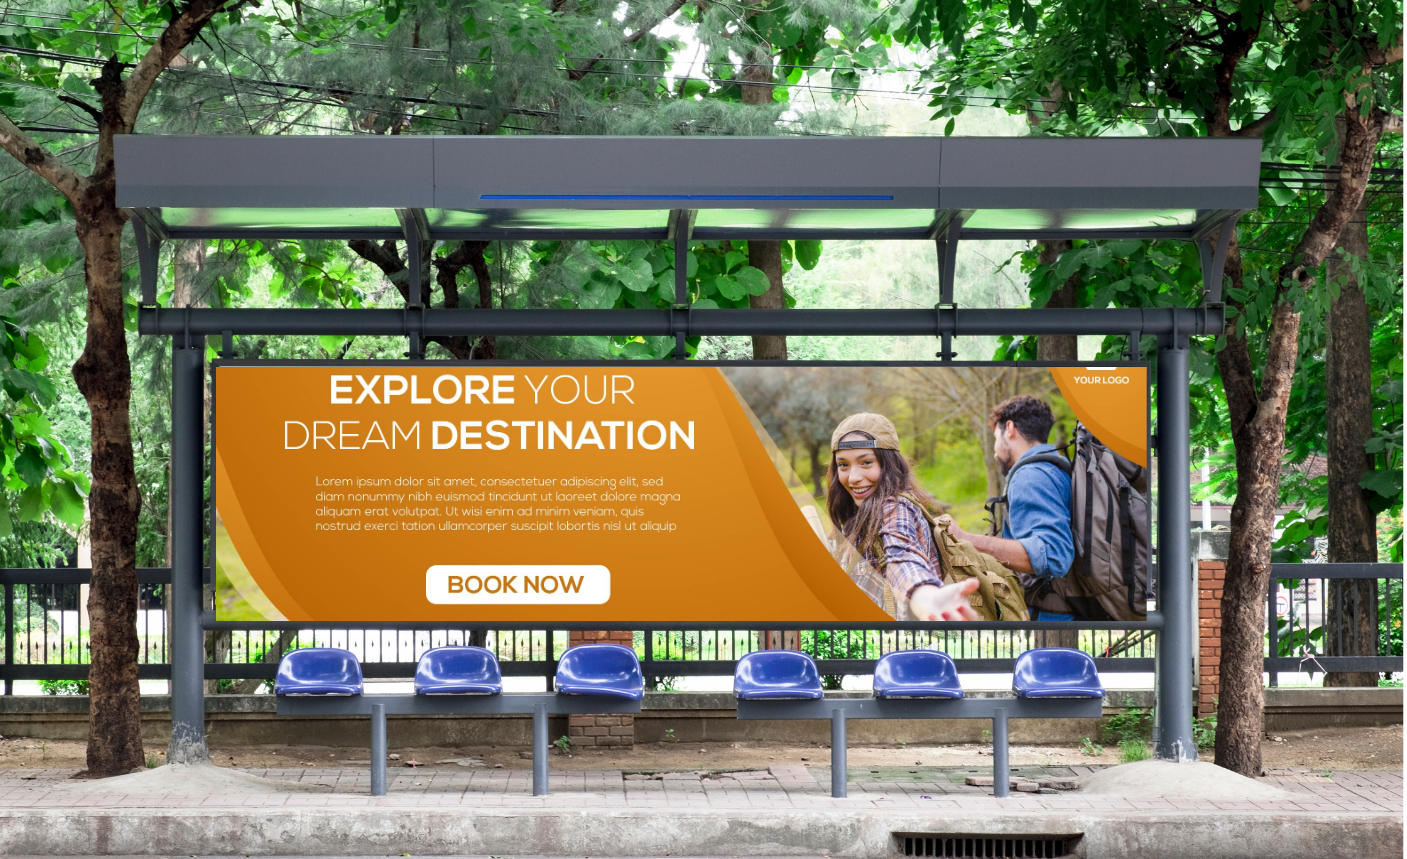 EXPLORE YOUR
DREAM DESTINATION
Lorem ipsum dolor sit amet, consectetuer adipiscing elit, sed
diam nonummy nibh euismod tincidunt ut laoreet dolore magna
aliquam erat volutpat. Ut wisi enim ad minim veniam, quis
nostrud exerci tation ullamcorper suscipit lobortis nisl ut aliquip
BOOK NOW
YOUR LOGO